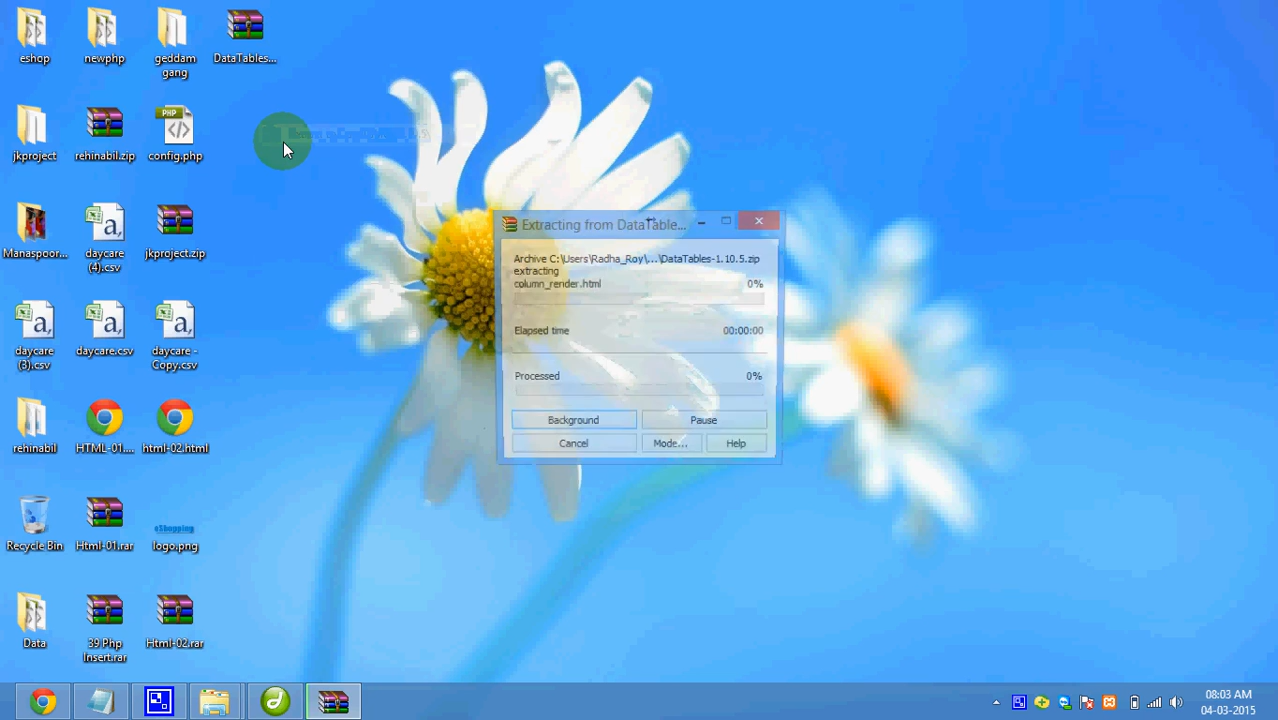 eshop
newphp
geddam
gang
DataTables...
jkproject
rehinabil.zip
PHP
config.php
Manaspoor...
a,
daycare
(4).csv
jkproject.zip
a,
daycare
(3).csv
a,
daycare.csv
a,
daycare -
Copy.csv
rehinabil
HTML-01....
html-02.html
Recycle Bin
Html-01.rar
eShopping
logo.png
Data
39 Php
Insert.rar
Html-02.rar
Extracting from DataTable...
Archive C:\Users\Radha_Roy\...\DataTables-1.10.5.zip
extracting
column_render.html 0%
Elapsed time 00:00:00
Processed 0%
Background Pause
Cancel Mode... Help
08:03 AM
04-03-2015